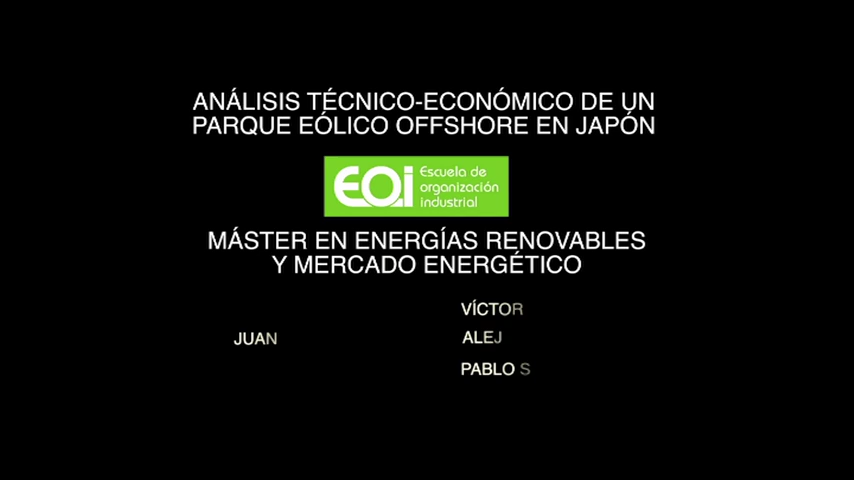 ANÁLISIS TÉCNICO-ECONÓMICO DE UN
PARQUE EÓLICO OFFSHORE EN JAPÓN
EOi Escuela de
organización
industrial
MÁSTER EN ENERGÍAS RENOVABLES
Y MERCADO ENERGÉTICO
VÍCTOR
JUAN
ALEJ
PABLO S